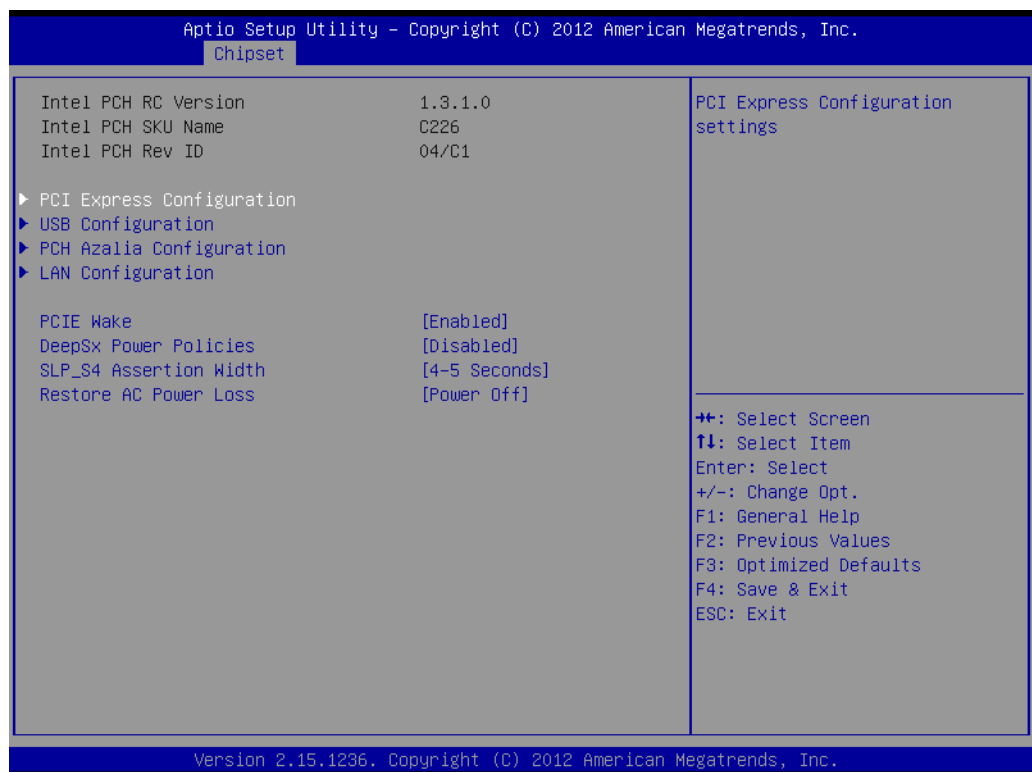 Aptio Setup Utility – Copyright (C) 2012 American Megatrends, Inc.
Chipset
Intel PCH RC Version 1.3.1.0
Intel PCH SKU Name C226
Intel PCH Rev ID 04/C1
▶ PCI Express Configuration
▶ USB Configuration
▶ PCH Azalia Configuration
▶ LAN Configuration
PCIE Wake [Enabled]
DeepSx Power Policies [Disabled]
SLP_S4 Assertion Width [4-5 Seconds]
Restore AC Power Loss [Power Off]
PCI Express Configuration
settings
→←: Select Screen
↑↓: Select Item
Enter: Select
+/-: Change Opt.
F1: General Help
F2: Previous Values
F3: Optimized Defaults
F4: Save & Exit
ESC: Exit
Version 2.15.1236. Copyright (C) 2012 American Megatrends, Inc.